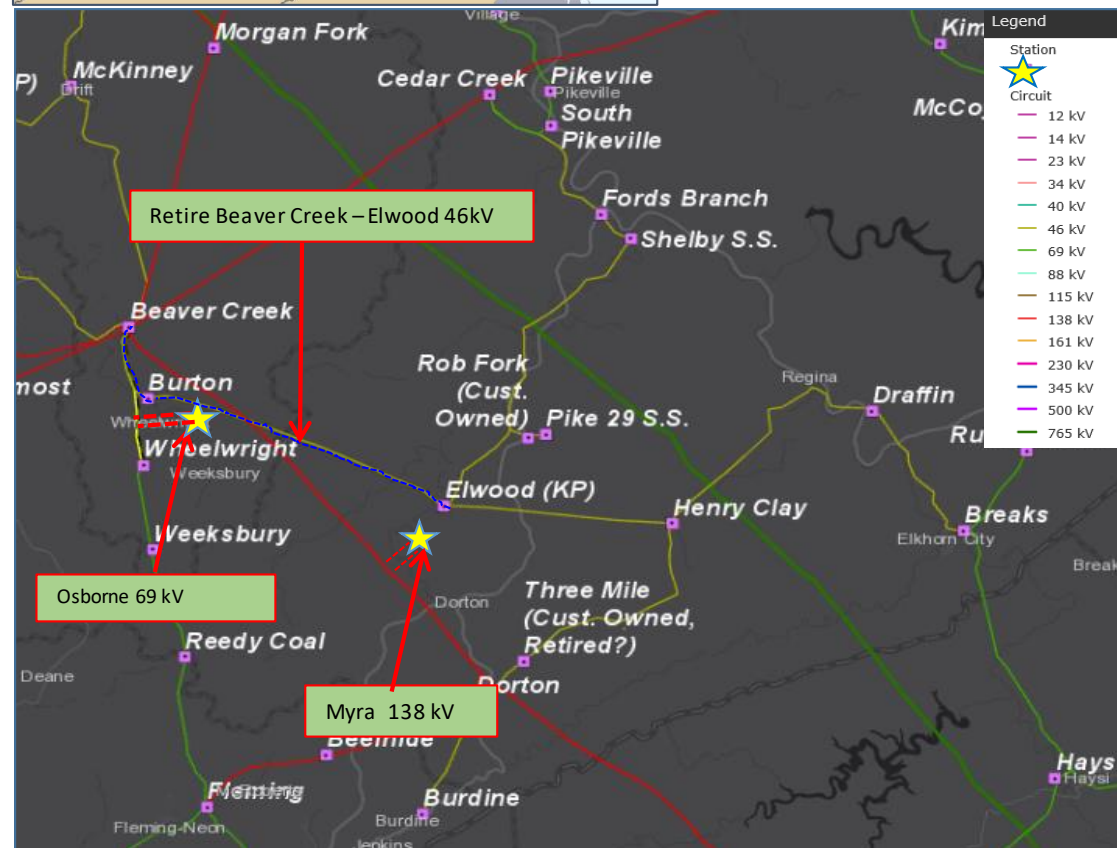 Village
Morgan Fork
Kim
Legend
Station
Circuit
12 kV
14 kV
23 kV
34 kV
40 kV
46 kV
69 kV
88 kV
115 kV
138 kV
161 kV
230 kV
345 kV
500 kV
765 kV
P)
McKinney
Drift
Cedar Creek
Pikeville
Pikeville
South
Pikeville
McCo
Retire Beaver Creek – Elwood 46kV
Fords Branch
Shelby S.S.
Beaver Creek
most
Burton
Rob Fork
(Cust.
Owned)
Pike 29 S.S.
Regina
Draffin
Ru
Wheelwright
Weeksbury
Elwood (KP)
Henry Clay
Breaks
Elkhorn City
Break
Weeksbury
Osborne 69 kV
Dorton
Three Mile
(Cust. Owned,
Retired?)
Reedy Coal
Deane
Dorton
Myra 138 kV
Beefhide
Hays
Haysi
Fleming
Fleming-Neon
Burdine
Burdine
Jenkins